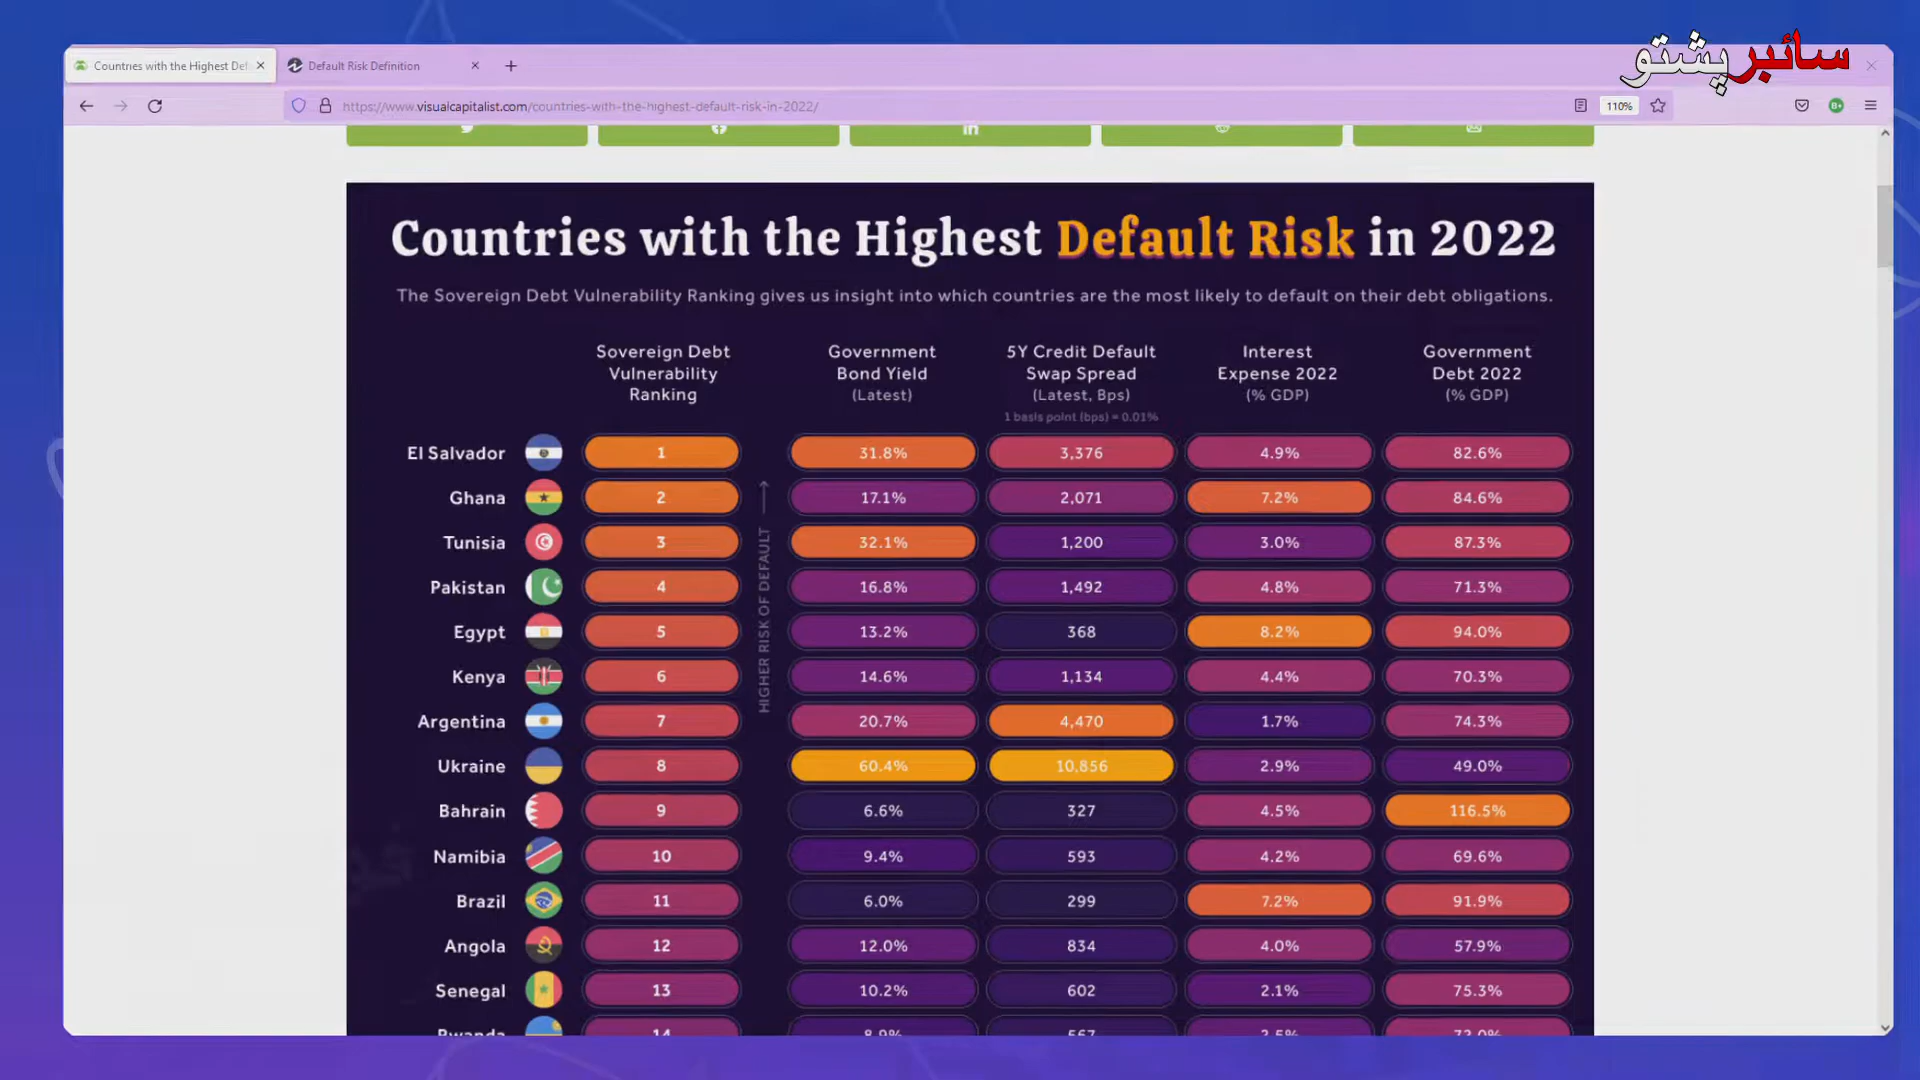 سائبر پشتو
Countries with the Highest Def
Default Risk Definition
https://www.visualcapitalist.com/countries-with-the-highest-default-risk-in-2022/
110%
Countries with the Highest Default Risk in 2022
The Sovereign Debt Vulnerability Ranking gives us insight into which countries are the most likely to default on their debt obligations.
Sovereign Debt Vulnerability Ranking
Government Bond Yield (Latest)
5Y Credit Default Swap Spread (Latest, Bps)
1 basis point (bps) = 0.01%
Interest Expense 2022 (% GDP)
Government Debt 2022 (% GDP)
HIGHER RISK OF DEFAULT
El Salvador 1 31.8% 3,376 4.9% 82.6%
Ghana 2 17.1% 2,071 7.2% 84.6%
Tunisia 3 32.1% 1,200 3.0% 87.3%
Pakistan 4 16.8% 1,492 4.8% 71.3%
Egypt 5 13.2% 368 8.2% 94.0%
Kenya 6 14.6% 1,134 4.4% 70.3%
Argentina 7 20.7% 4,470 1.7% 74.3%
Ukraine 8 60.4% 10,856 2.9% 49.0%
Bahrain 9 6.6% 327 4.5% 116.5%
Namibia 10 9.4% 593 4.2% 69.6%
Brazil 11 6.0% 299 7.2% 91.9%
Angola 12 12.0% 834 4.0% 57.9%
Senegal 13 10.2% 602 2.1% 75.3%
Rwanda 14